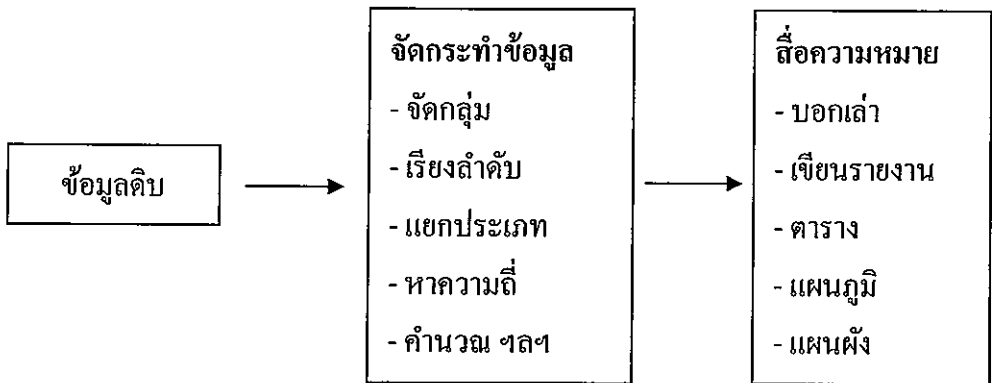 ข้อมูลดิบ
จัดกระทำข้อมูล
- จัดกลุ่ม
- เรียงลำดับ
- แยกประเภท
- หาความถี่
- คำนวณ ฯลฯ
สื่อความหมาย
- บอกเล่า
- เขียนรายงาน
- ตาราง
- แผนภูมิ
- แผนผัง